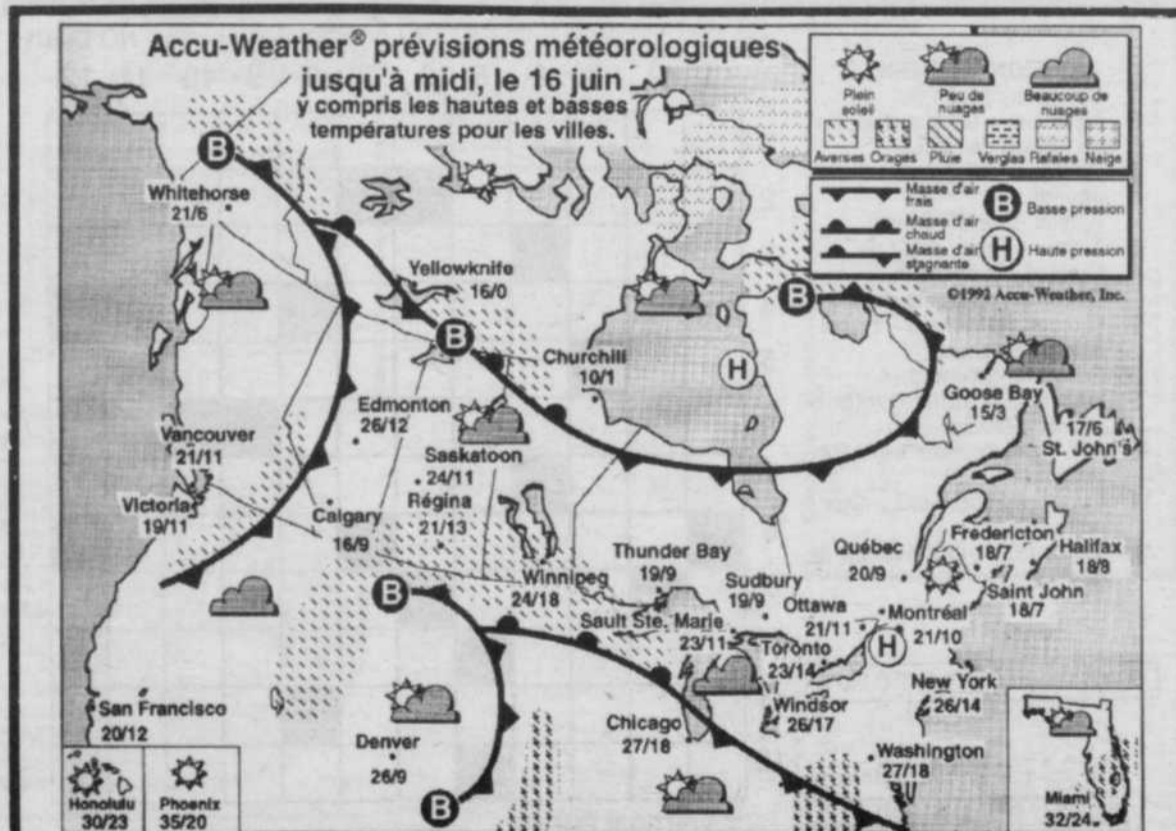 Accu-Weather® prévisions météorologiques
jusqu'à midi, le 16 juin
y compris les hautes et basses
températures pour les villes.
Plein
soleil
Peu de
nuages
Beaucoup de
nuages
Averses Orages Pluie Verglas Rafales Neige
Masse d'air
frais
Masse d'air
chaud
Masse d'air
stagnante
B Basse pression
H Haute pression
©1992 Accu-Weather, Inc.
B
Whitehorse
21/6
Yellowknife
16/0
B
B
Churchill
10/1
H
Goose Bay
15/3
17/6
St. John's
Edmonton
26/12
Vancouver
21/11
Saskatoon
24/11
Victoria
19/11
Calgary
16/9
Régina
21/13
Winnipeg
24/18
Thunder Bay
19/9
Sudbury
19/9
Québec
20/9
Fredericton
18/7
Halifax
18/8
Saint John
18/7
Ottawa
21/11
Montréal
21/10
H
Sault Ste. Marie
23/11
Toronto
23/14
B
Windsor
26/17
New York
26/14
San Francisco
20/12
Denver
26/9
Chicago
27/18
Washington
27/18
B
Honolulu
30/23
Phoenix
35/20
Miami
32/24